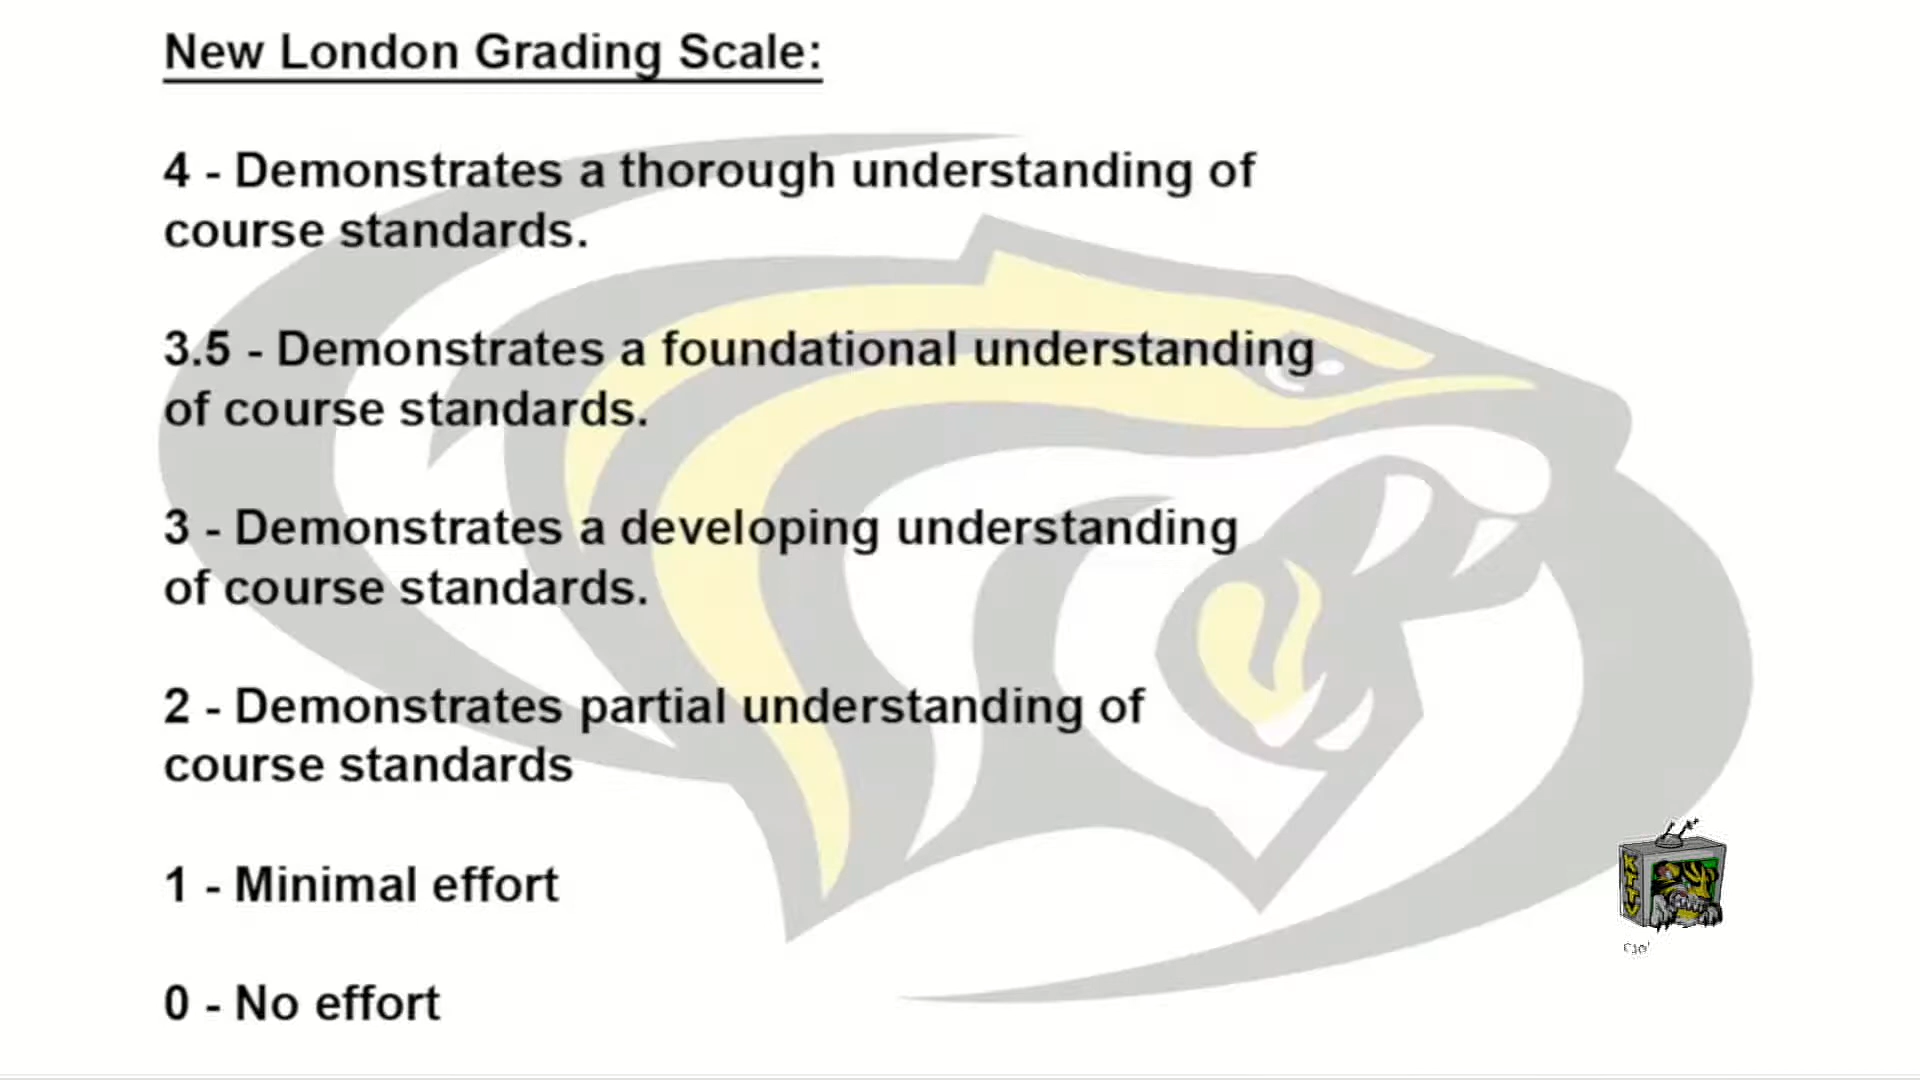 New London Grading Scale:
4 - Demonstrates a thorough understanding of
course standards.
3.5 - Demonstrates a foundational understanding
of course standards.
3 - Demonstrates a developing understanding
of course standards.
2 - Demonstrates partial understanding of
course standards
1 - Minimal effort
0 - No effort
KTTV